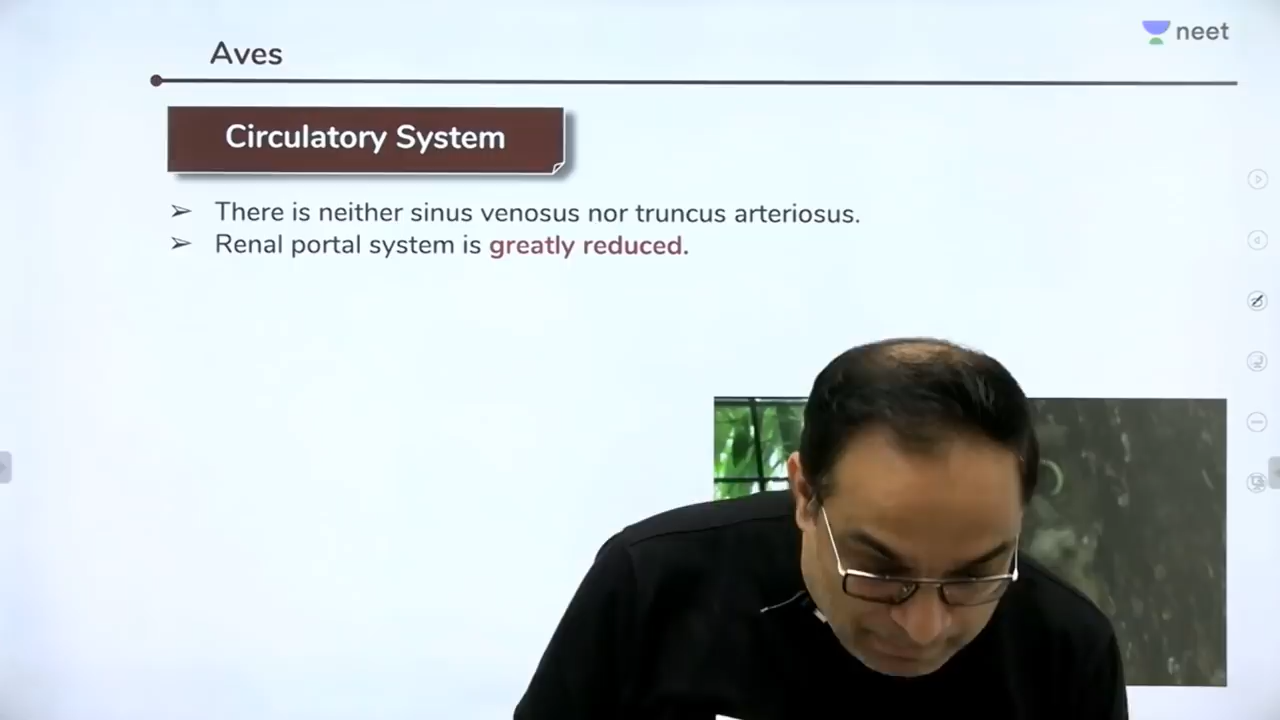 neet
Aves
Circulatory System
➢ There is neither sinus venosus nor truncus arteriosus.
➢ Renal portal system is greatly reduced.